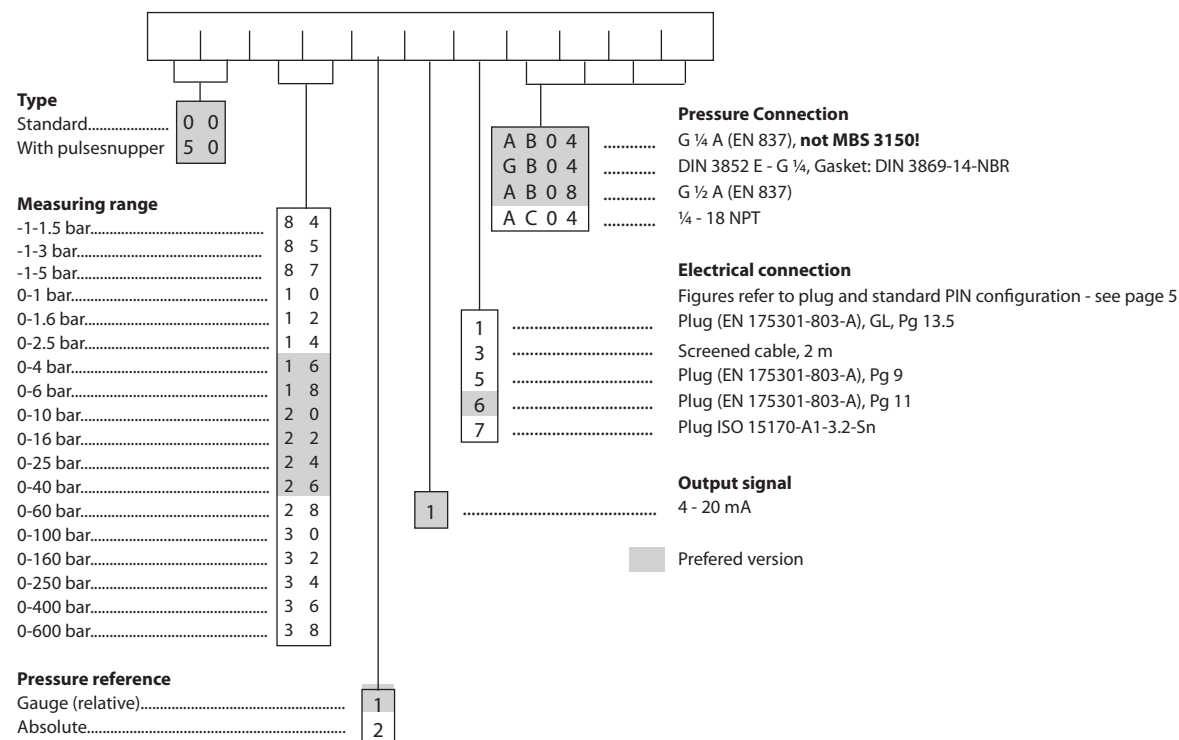 Type
Standard..................... 0 0
With pulsesnupper 5 0
Measuring range
-1-1.5 bar................................................ 8 4
-1-3 bar.................................................... 8 5
-1-5 bar.................................................... 8 7
0-1 bar...................................................... 1 0
0-1.6 bar................................................... 1 2
0-2.5 bar................................................... 1 4
0-4 bar...................................................... 1 6
0-6 bar...................................................... 1 8
0-10 bar.................................................... 2 0
0-16 bar.................................................... 2 2
0-25 bar.................................................... 2 4
0-40 bar.................................................... 2 6
0-60 bar.................................................... 2 8
0-100 bar.................................................. 3 0
0-160 bar.................................................. 3 2
0-250 bar.................................................. 3 4
0-400 bar.................................................. 3 6
0-600 bar.................................................. 3 8
Pressure reference
Gauge (relative).......................................................... 1
Absolute..................................................................... 2
Pressure Connection
A B 0 4 ............ G ¼ A (EN 837), not MBS 3150!
G B 0 4 ............ DIN 3852 E - G ¼, Gasket: DIN 3869-14-NBR
A B 0 8 ............ G ½ A (EN 837)
A C 0 4 ............ ¼ - 18 NPT
Electrical connection
Figures refer to plug and standard PIN configuration - see page 5
1 ................................ Plug (EN 175301-803-A), GL, Pg 13.5
3 ................................ Screened cable, 2 m
5 ................................ Plug (EN 175301-803-A), Pg 9
6 ................................ Plug (EN 175301-803-A), Pg 11
7 ................................ Plug ISO 15170-A1-3.2-Sn
Output signal
1 ............................................ 4 - 20 mA
Prefered version